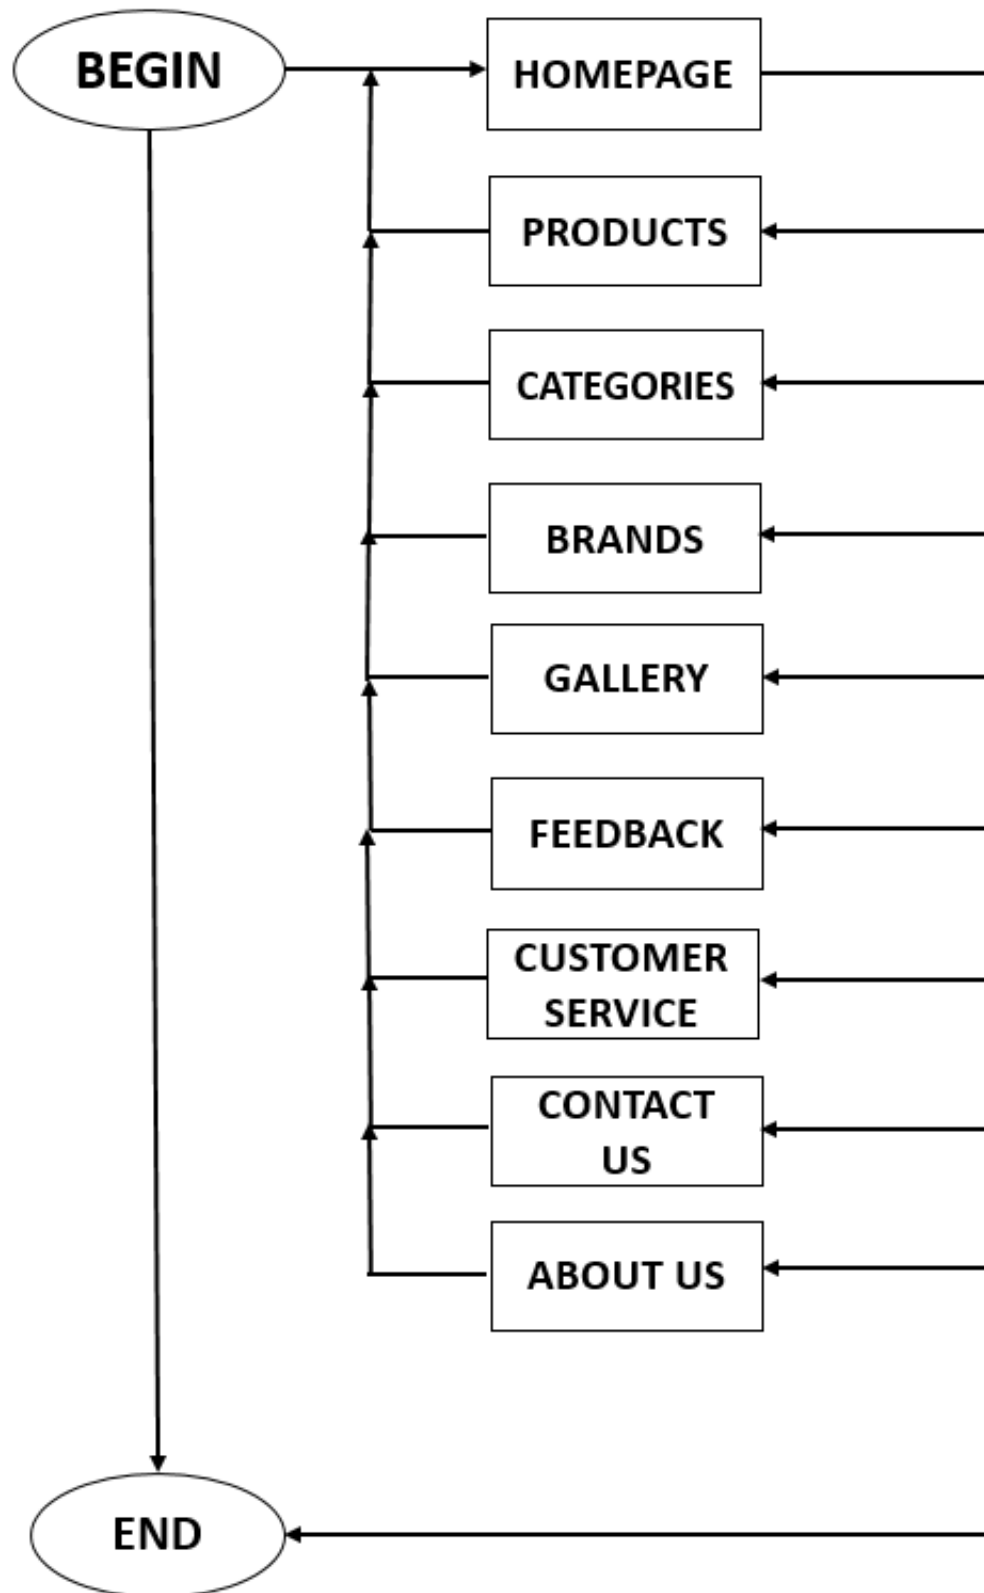 BEGIN
HOMEPAGE
PRODUCTS
CATEGORIES
BRANDS
GALLERY
FEEDBACK
CUSTOMER
SERVICE
CONTACT
US
ABOUT US
END